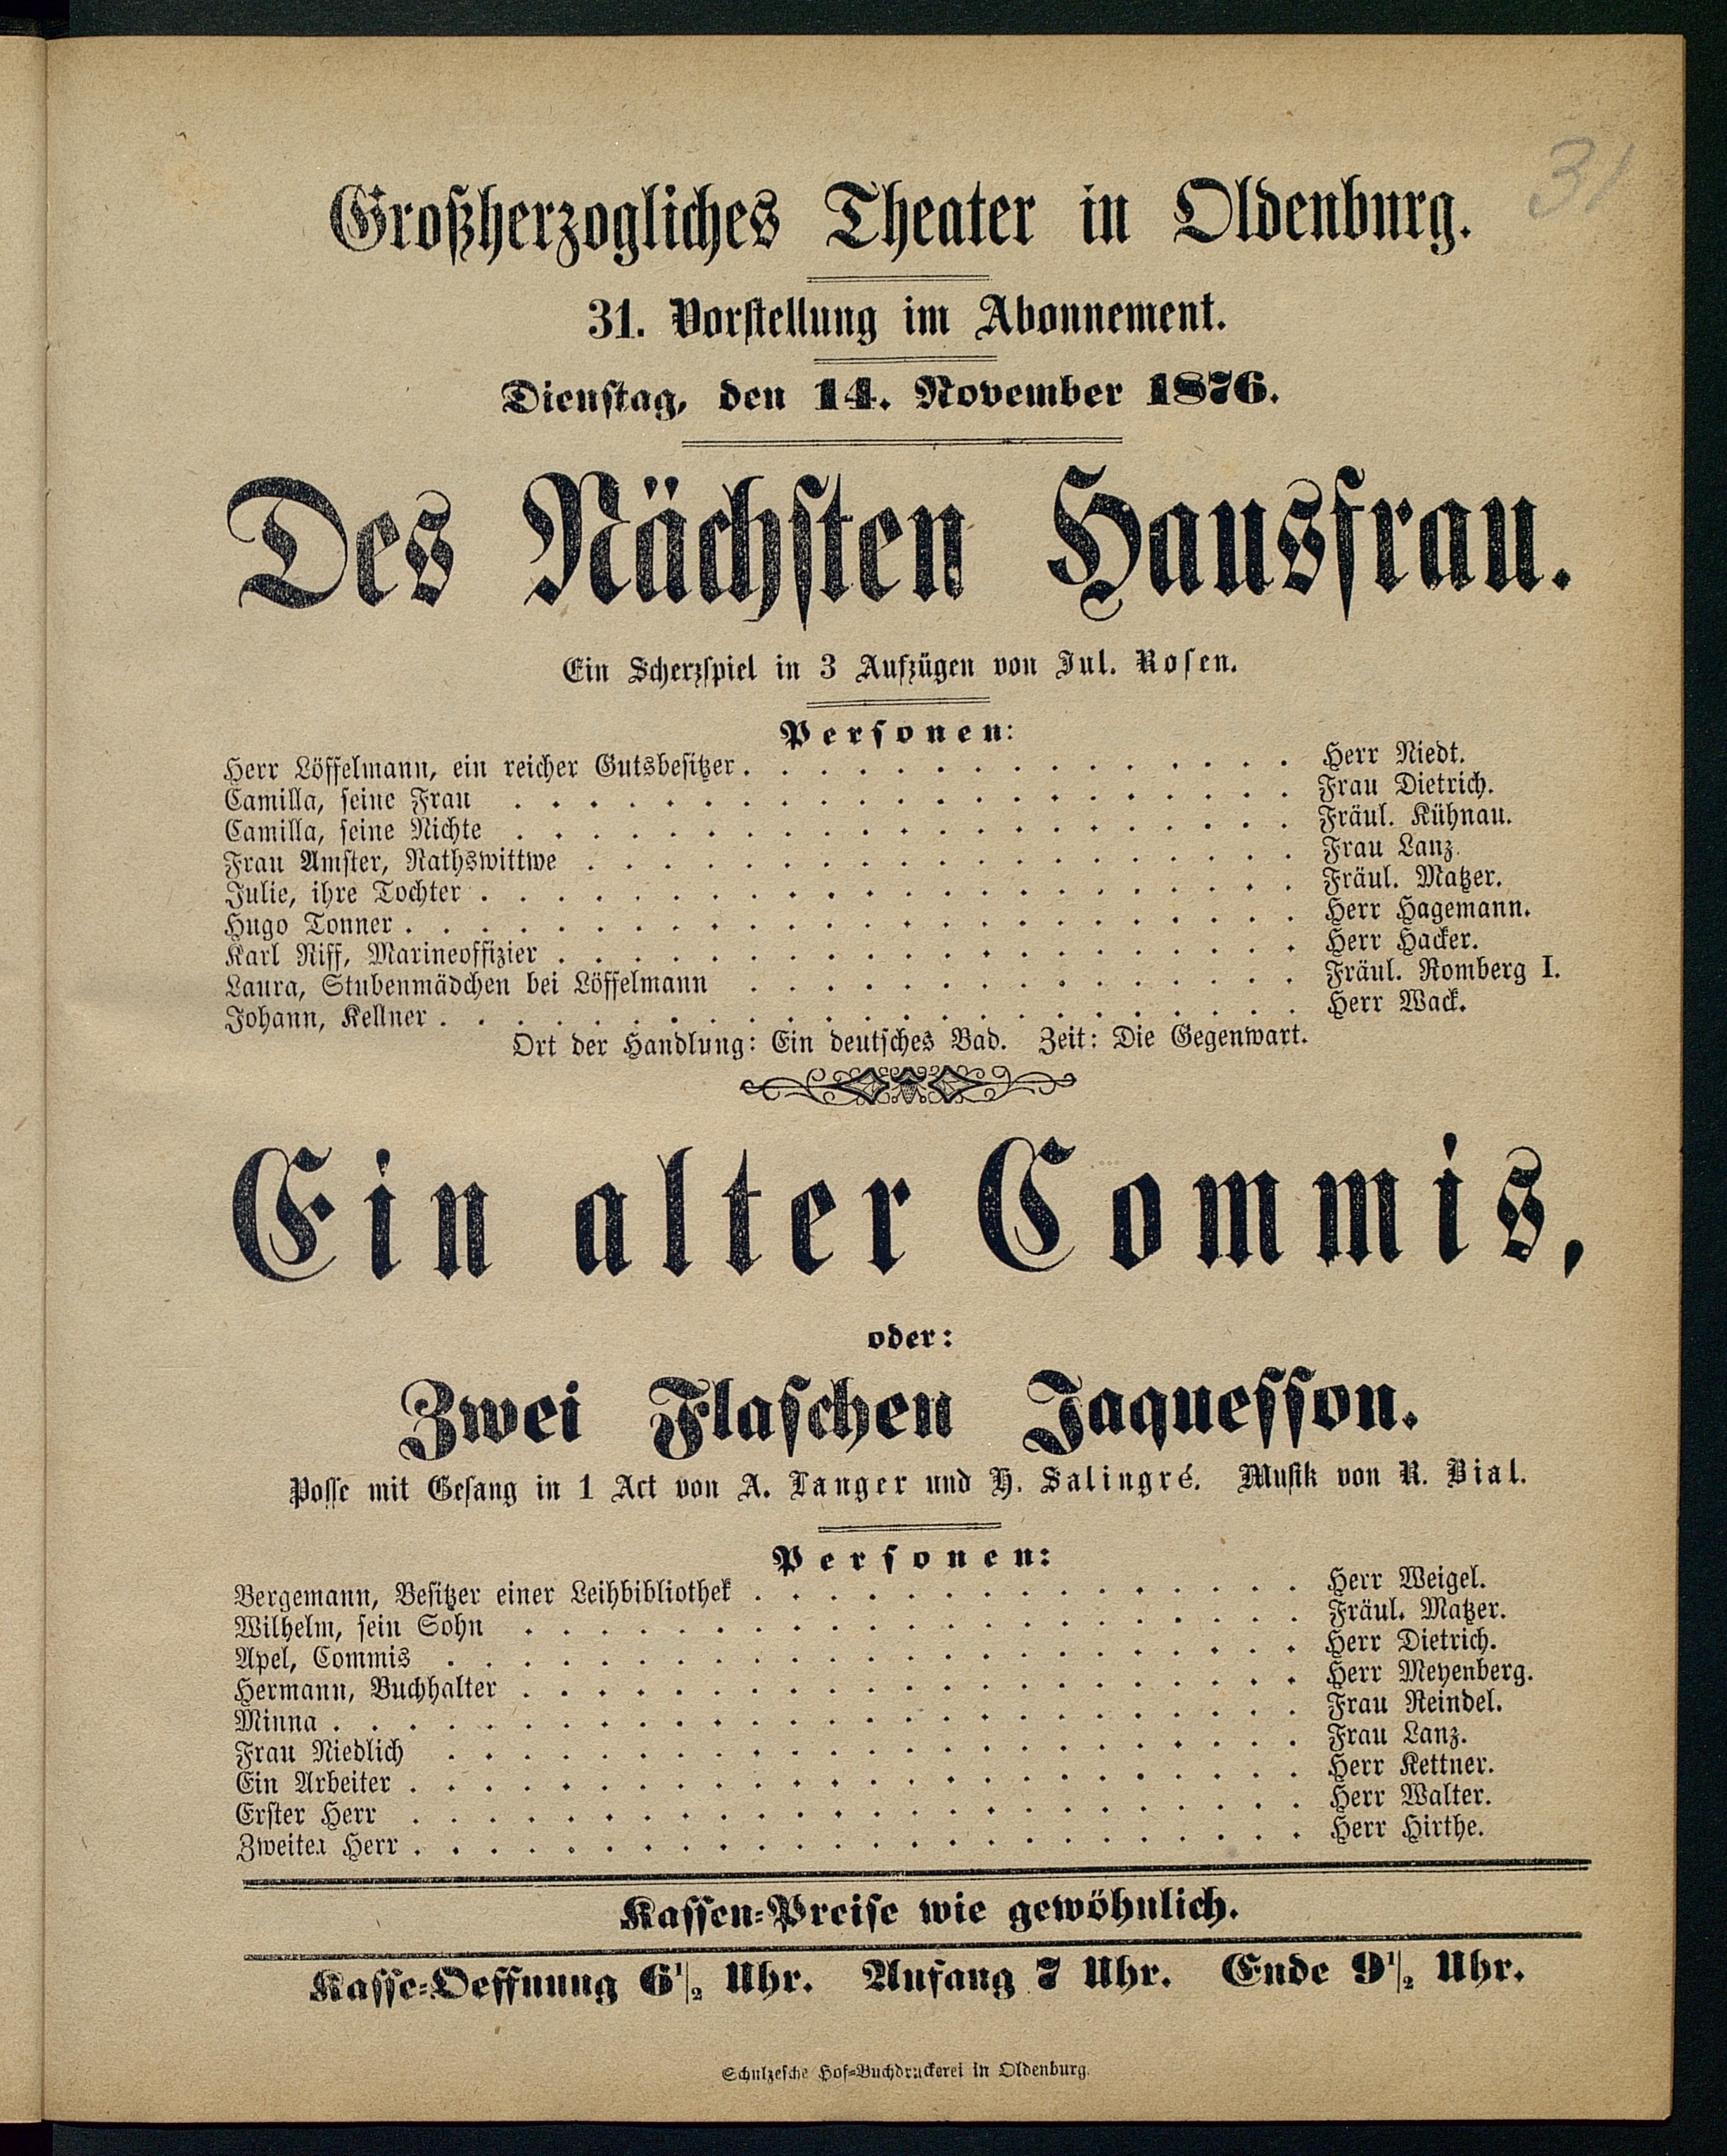 31
Großherzogliches Theater in Oldenburg.
31. Vorstellung im Abonnement.
Dienstag, den 14. November 1876.
Des Nächsten Hausfrau.
Ein Scherzspiel in 3 Aufzügen von Jul. Rosen.
Personen:
Herr Löffelmann, ein reicher Gutsbesitzer . . . . . . . . . . . . . . . Herr Niedt.
Camilla, seine Frau . . . . . . . . . . . . . . . . . . . . . Frau Dietrich.
Camilla, seine Nichte . . . . . . . . . . . . . . . . . . . . . Fräul. Kühnau.
Frau Amster, Rathswittwe . . . . . . . . . . . . . . . . . . . Frau Lanz.
Julie, ihre Tochter . . . . . . . . . . . . . . . . . . . . . . Fräul. Matzer.
Hugo Tonner . . . . . . . . . . . . . . . . . . . . . . . . Herr Hagemann.
Karl Riff, Marineoffizier . . . . . . . . . . . . . . . . . . . . Herr Hacker.
Laura, Stubenmädchen bei Löffelmann . . . . . . . . . . . . . . . Fräul. Romberg I.
Johann, Kellner . . . . . . . . . . . . . . . . . . . . . . . Herr Wack.
Ort der Handlung: Ein deutsches Bad. Zeit: Die Gegenwart.
Ein alter Commis,
oder:
Zwei Flaschen Jaquesson.
Posse mit Gesang in 1 Act von A. Langer und H. Salingré. Musik von R. Bial.
Personen:
Bergemann, Besitzer einer Leihbibliothek . . . . . . . . . . . . . . . Herr Weigel.
Wilhelm, sein Sohn . . . . . . . . . . . . . . . . . . . . . Fräul. Matzer.
Apel, Commis . . . . . . . . . . . . . . . . . . . . . . . Herr Dietrich.
Hermann, Buchhalter . . . . . . . . . . . . . . . . . . . . . Herr Meyenberg.
Minna . . . . . . . . . . . . . . . . . . . . . . . . . . Frau Reindel.
Frau Niedlich . . . . . . . . . . . . . . . . . . . . . . . Frau Lanz.
Ein Arbeiter . . . . . . . . . . . . . . . . . . . . . . . . Herr Kettner.
Erster Herr . . . . . . . . . . . . . . . . . . . . . . . . Herr Walter.
Zweiter Herr . . . . . . . . . . . . . . . . . . . . . . . . Herr Hirthe.
Kassen-Preise wie gewöhnlich.
Kasse-Oeffnung 6 1/2 Uhr. Anfang 7 Uhr. Ende 9 1/2 Uhr.
Schulzesche Hof-Buchdruckerei in Oldenburg.